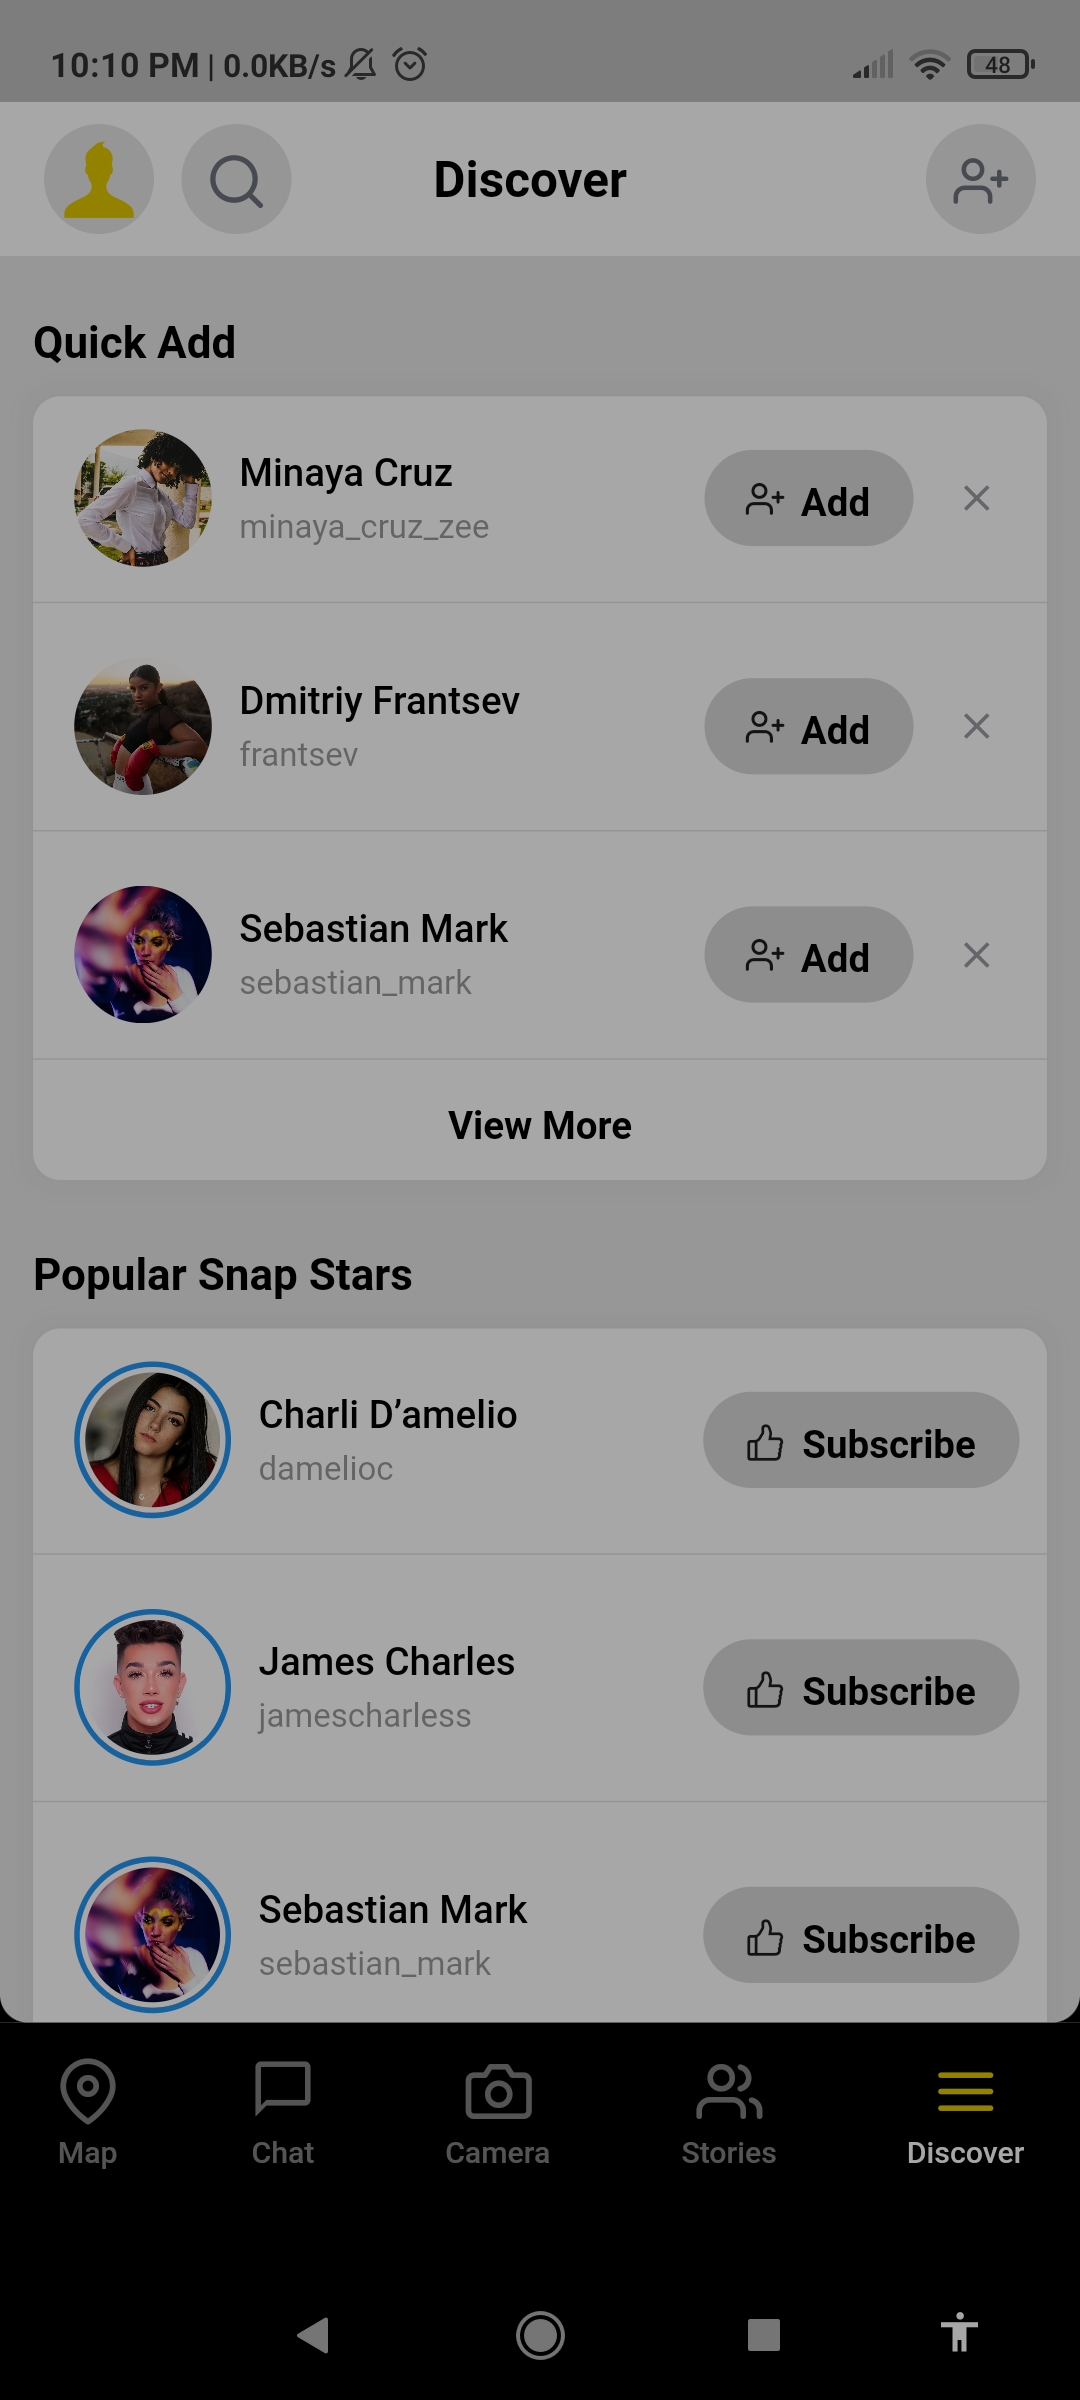 10:10 PM | 0.0KB/s
48
Discover
Quick Add
Minaya Cruz
minaya_cruz_zee
Add
Dmitriy Frantsev
frantsev
Add
Sebastian Mark
sebastian_mark
Add
View More
Popular Snap Stars
Charli D’amelio
damelioc
Subscribe
James Charles
jamescharless
Subscribe
Sebastian Mark
sebastian_mark
Subscribe
Map
Chat
Camera
Stories
Discover